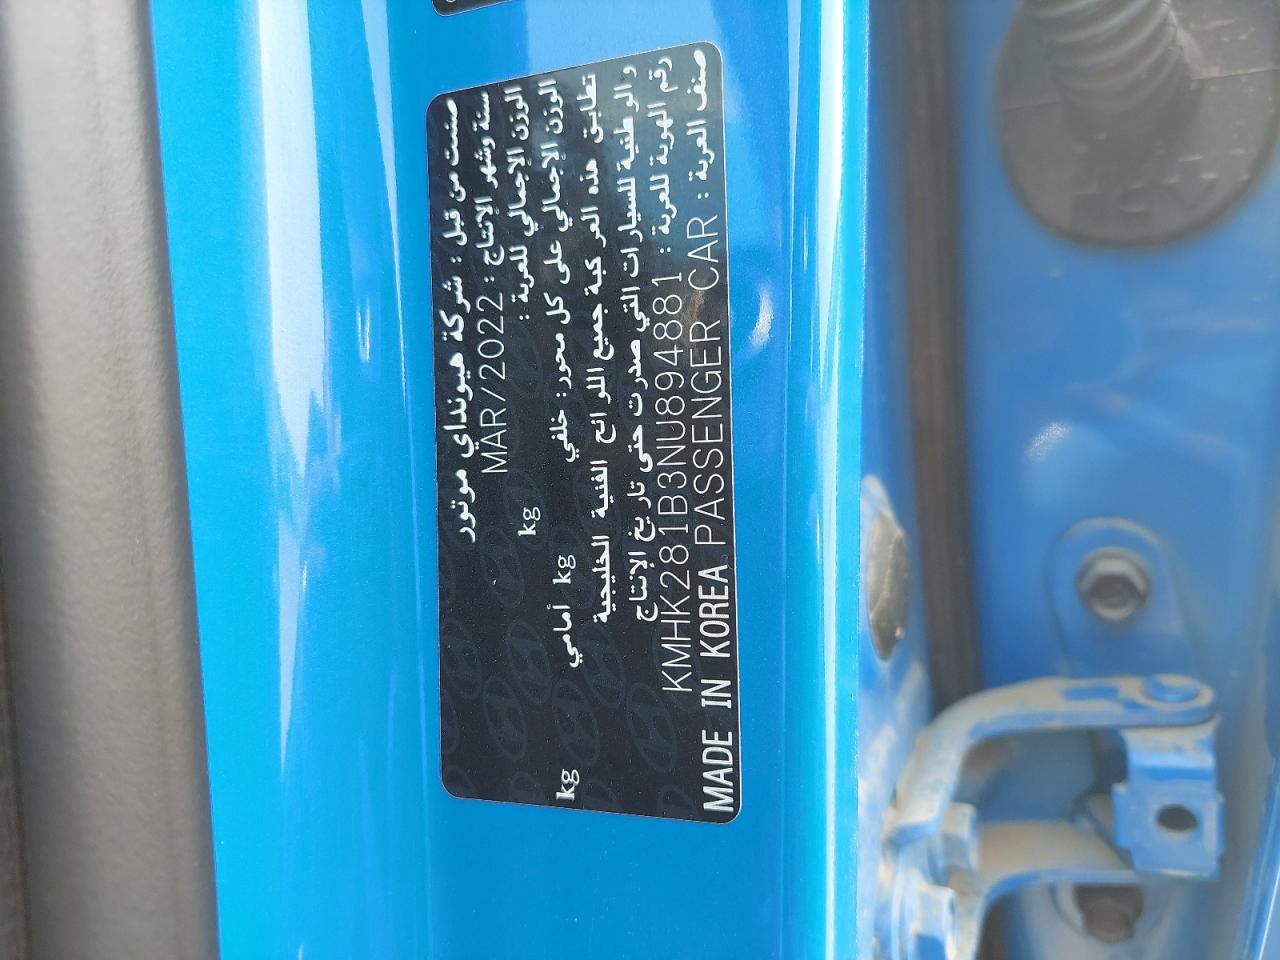 صنعت من قبل : شركة هيونداي موتور
سنة وشهر الإنتاج : MAR/2022
الوزن الإجمالي للعربة : kg
الوزن الإجمالي على كل محور: خلفي kg أمامي kg
تطابق هذه المركبة جميع اللوائح الفنية الخليجية
والوطنية للسيارات التي صدرت حتى تاريخ الإنتاج
رقم الهوية للعربة : KMHK281B3NU894881
صنف العربة : PASSENGER CAR MADE IN KOREA